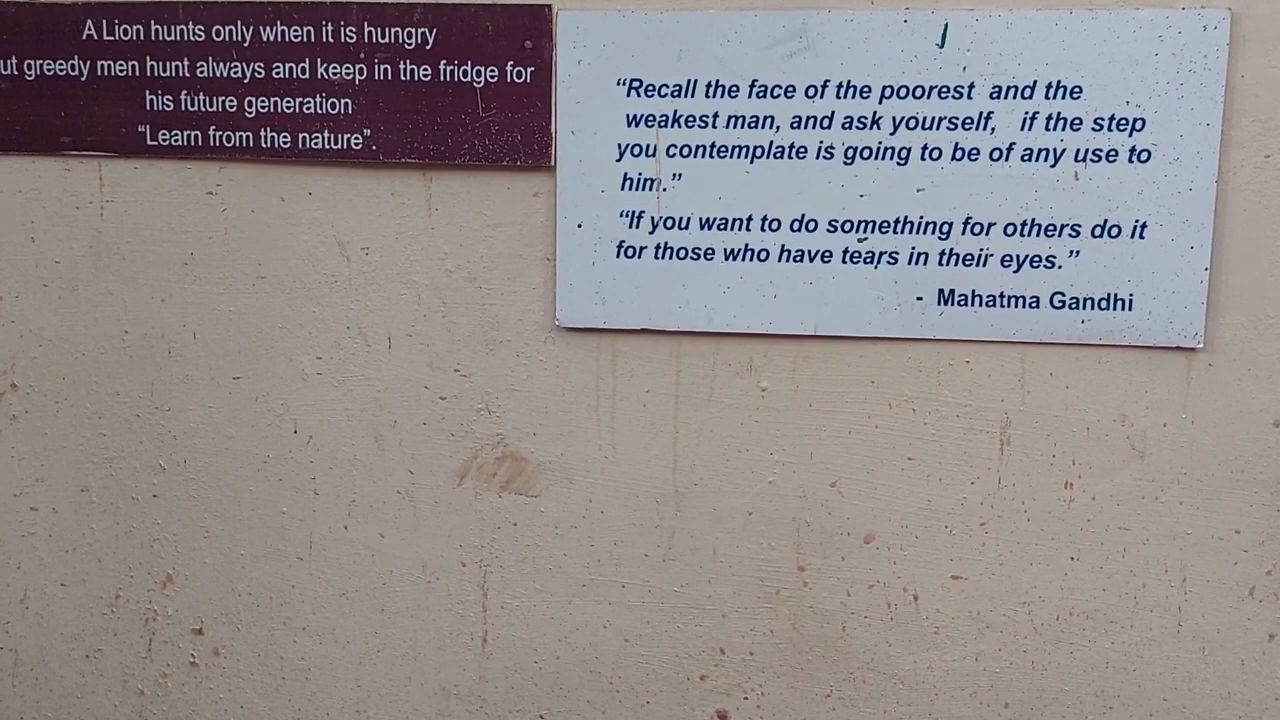 A Lion hunts only when it is hungry
ut greedy men hunt always and keep in the fridge for
his future generation
“Learn from the nature”.
“Recall the face of the poorest and the
weakest man, and ask yourself, if the step
you contemplate is going to be of any use to
him.”
“If you want to do something for others do it
for those who have tears in their eyes.”
- Mahatma Gandhi